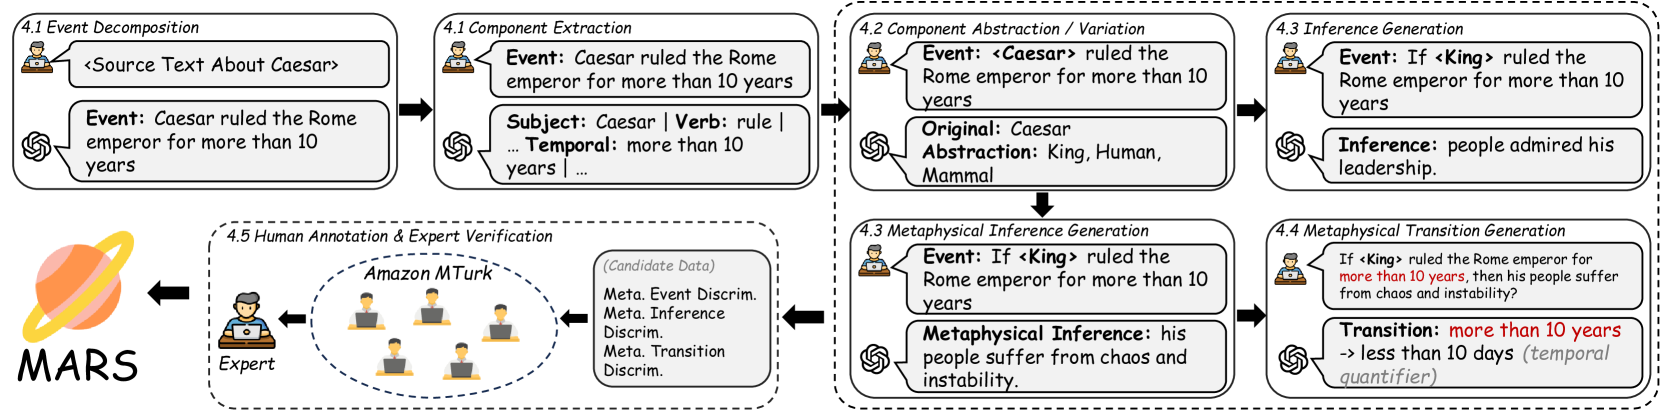 4.1 Event Decomposition
<Source Text About Caesar>
Event: Caesar ruled the Rome
emperor for more than 10
years
4.1 Component Extraction
Event: Caesar ruled the Rome
emperor for more than 10 years
Subject: Caesar | Verb: rule |
... Temporal: more than 10
years | ...
4.2 Component Abstraction / Variation
Event: <Caesar> ruled the
Rome emperor for more than 10
years
Original: Caesar
Abstraction: King, Human,
Mammal
4.3 Inference Generation
Event: If <King> ruled the
Rome emperor for more than 10
years
Inference: people admired his
leadership.
4.3 Metaphysical Inference Generation
Event: If <King> ruled the
Rome emperor for more than 10
years
Metaphysical Inference: his
people suffer from chaos and
instability.
4.4 Metaphysical Transition Generation
If <King> ruled the Rome emperor for
more than 10 years, then his people suffer
from chaos and instability?
Transition: more than 10 years
-> less than 10 days (temporal
quantifier)
4.5 Human Annotation & Expert Verification
(Candidate Data)
Meta. Event Discrim.
Meta. Inference
Discrim.
Meta. Transition
Discrim.
Amazon MTurk
Expert
MARS